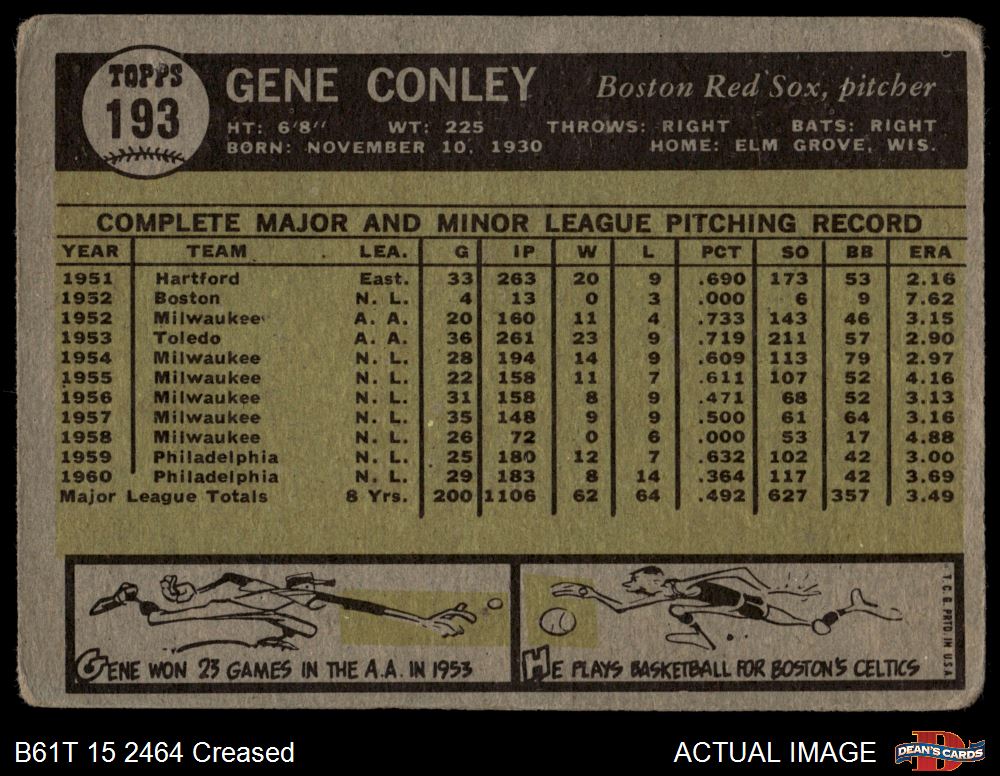 TOPPS
193
GENE CONLEY Boston Red Sox, pitcher
HT: 6'8" WT: 225 THROWS: RIGHT BATS: RIGHT
BORN: NOVEMBER 10, 1930 HOME: ELM GROVE, WIS.
COMPLETE MAJOR AND MINOR LEAGUE PITCHING RECORD
YEAR TEAM LEA. G IP W L PCT SO BB ERA
1951 Hartford East. 33 263 20 9 .690 173 53 2.16
1952 Boston N. L. 4 13 0 3 .000 6 9 7.62
1952 Milwaukee A. A. 20 160 11 4 .733 143 46 3.15
1953 Toledo A. A. 36 261 23 9 .719 211 57 2.90
1954 Milwaukee N. L. 28 194 14 9 .609 113 79 2.97
1955 Milwaukee N. L. 22 158 11 7 .611 107 52 4.16
1956 Milwaukee N. L. 31 158 8 9 .471 68 52 3.13
1957 Milwaukee N. L. 35 148 9 9 .500 61 64 3.16
1958 Milwaukee N. L. 26 72 0 6 .000 53 17 4.88
1959 Philadelphia N. L. 25 180 12 7 .632 102 42 3.00
1960 Philadelphia N. L. 29 183 8 14 .364 117 42 3.69
Major League Totals 8 Yrs. 200 1106 62 64 .492 627 357 3.49
GENE WON 23 GAMES IN THE A.A. IN 1953
HE PLAYS BASKETBALL FOR BOSTON'S CELTICS
T. C. G. PRTD. IN U.S.A.
B61T 15 2464 Creased
ACTUAL IMAGE
D
DEAN'S CARDS